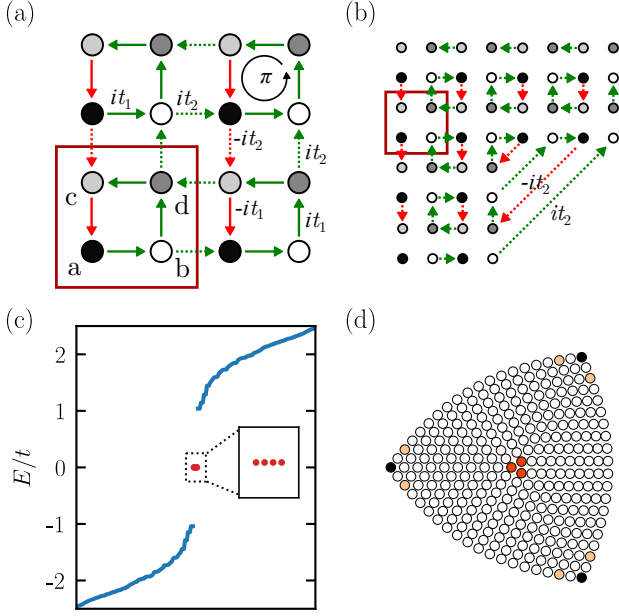 (a)
π
it₁
it₂
-it₂
it₂
c
d
-it₁
it₁
a
b
(b)
-it₂
it₂
(c)
E/t
2
1
0
-1
-2
(d)